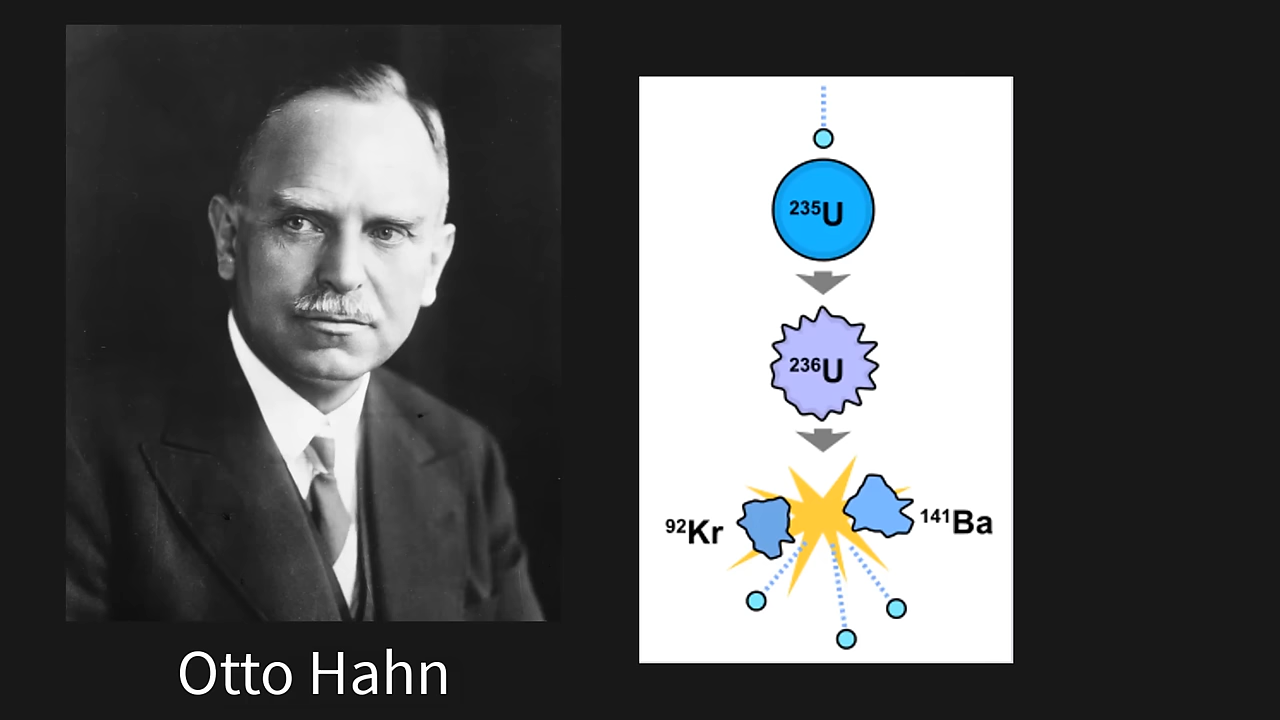 Otto Hahn
²³⁵U
²³⁶U
⁹²Kr
¹⁴¹Ba